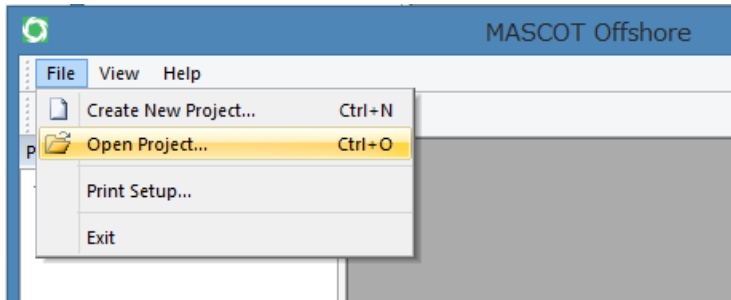 MASCOT Offshore
File View Help
Create New Project... Ctrl+N
Open Project... Ctrl+O
P
Print Setup...
Exit